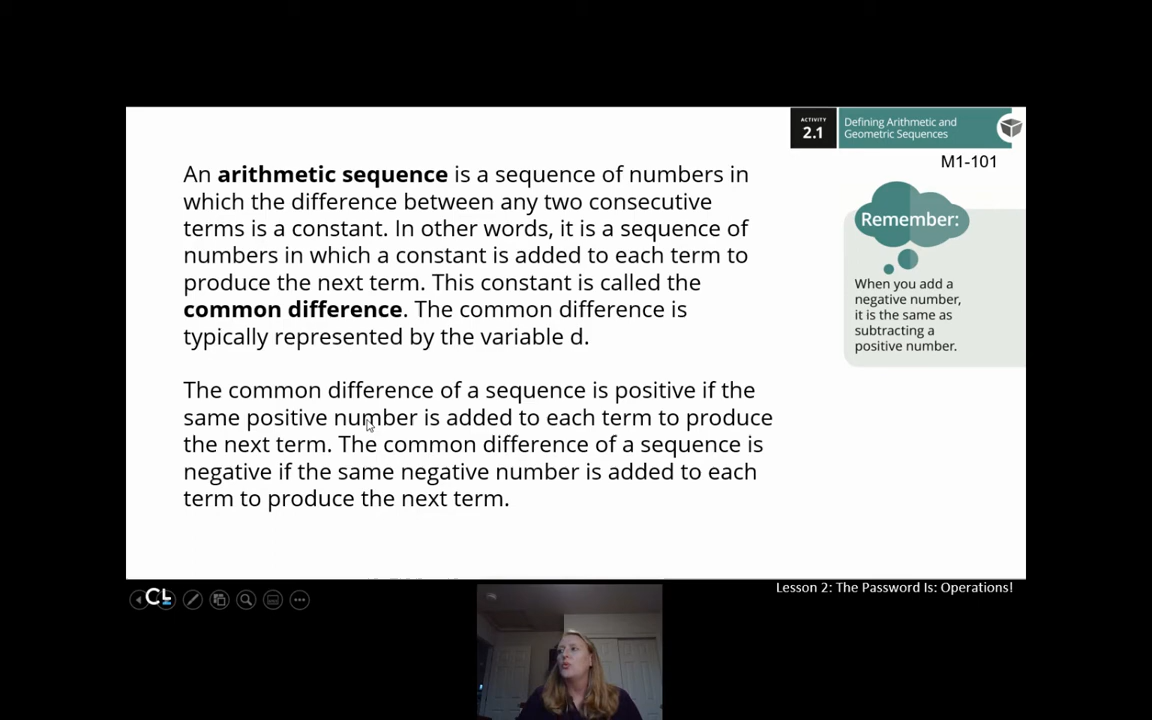 ACTIVITY
2.1
Defining Arithmetic and
Geometric Sequences
M1-101
An arithmetic sequence is a sequence of numbers in
which the difference between any two consecutive
terms is a constant. In other words, it is a sequence of
numbers in which a constant is added to each term to
produce the next term. This constant is called the
common difference. The common difference is
typically represented by the variable d.
The common difference of a sequence is positive if the
same positive number is added to each term to produce
the next term. The common difference of a sequence is
negative if the same negative number is added to each
term to produce the next term.
Remember:
When you add a
negative number,
it is the same as
subtracting a
positive number.
CL
Lesson 2: The Password Is: Operations!